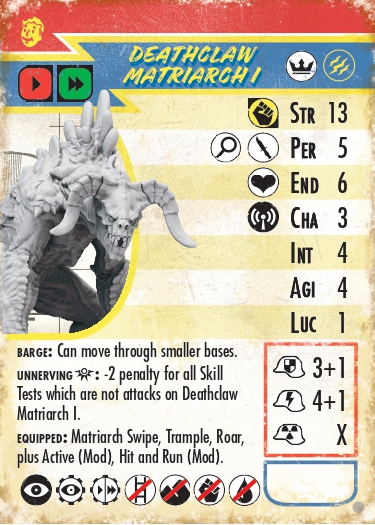 DEATHCLAW
MATRIARCH I
STR 13
PER 5
END 6
CHA 3
INT 4
AGI 4
LUC 1
BARGE: Can move through smaller bases.
UNNERVING : -2 penalty for all Skill
Tests which are not attacks on Deathclaw
Matriarch I.
EQUIPPED: Matriarch Swipe, Trample, Roar,
plus Active (Mod), Hit and Run (Mod).
3+1
4+1
X